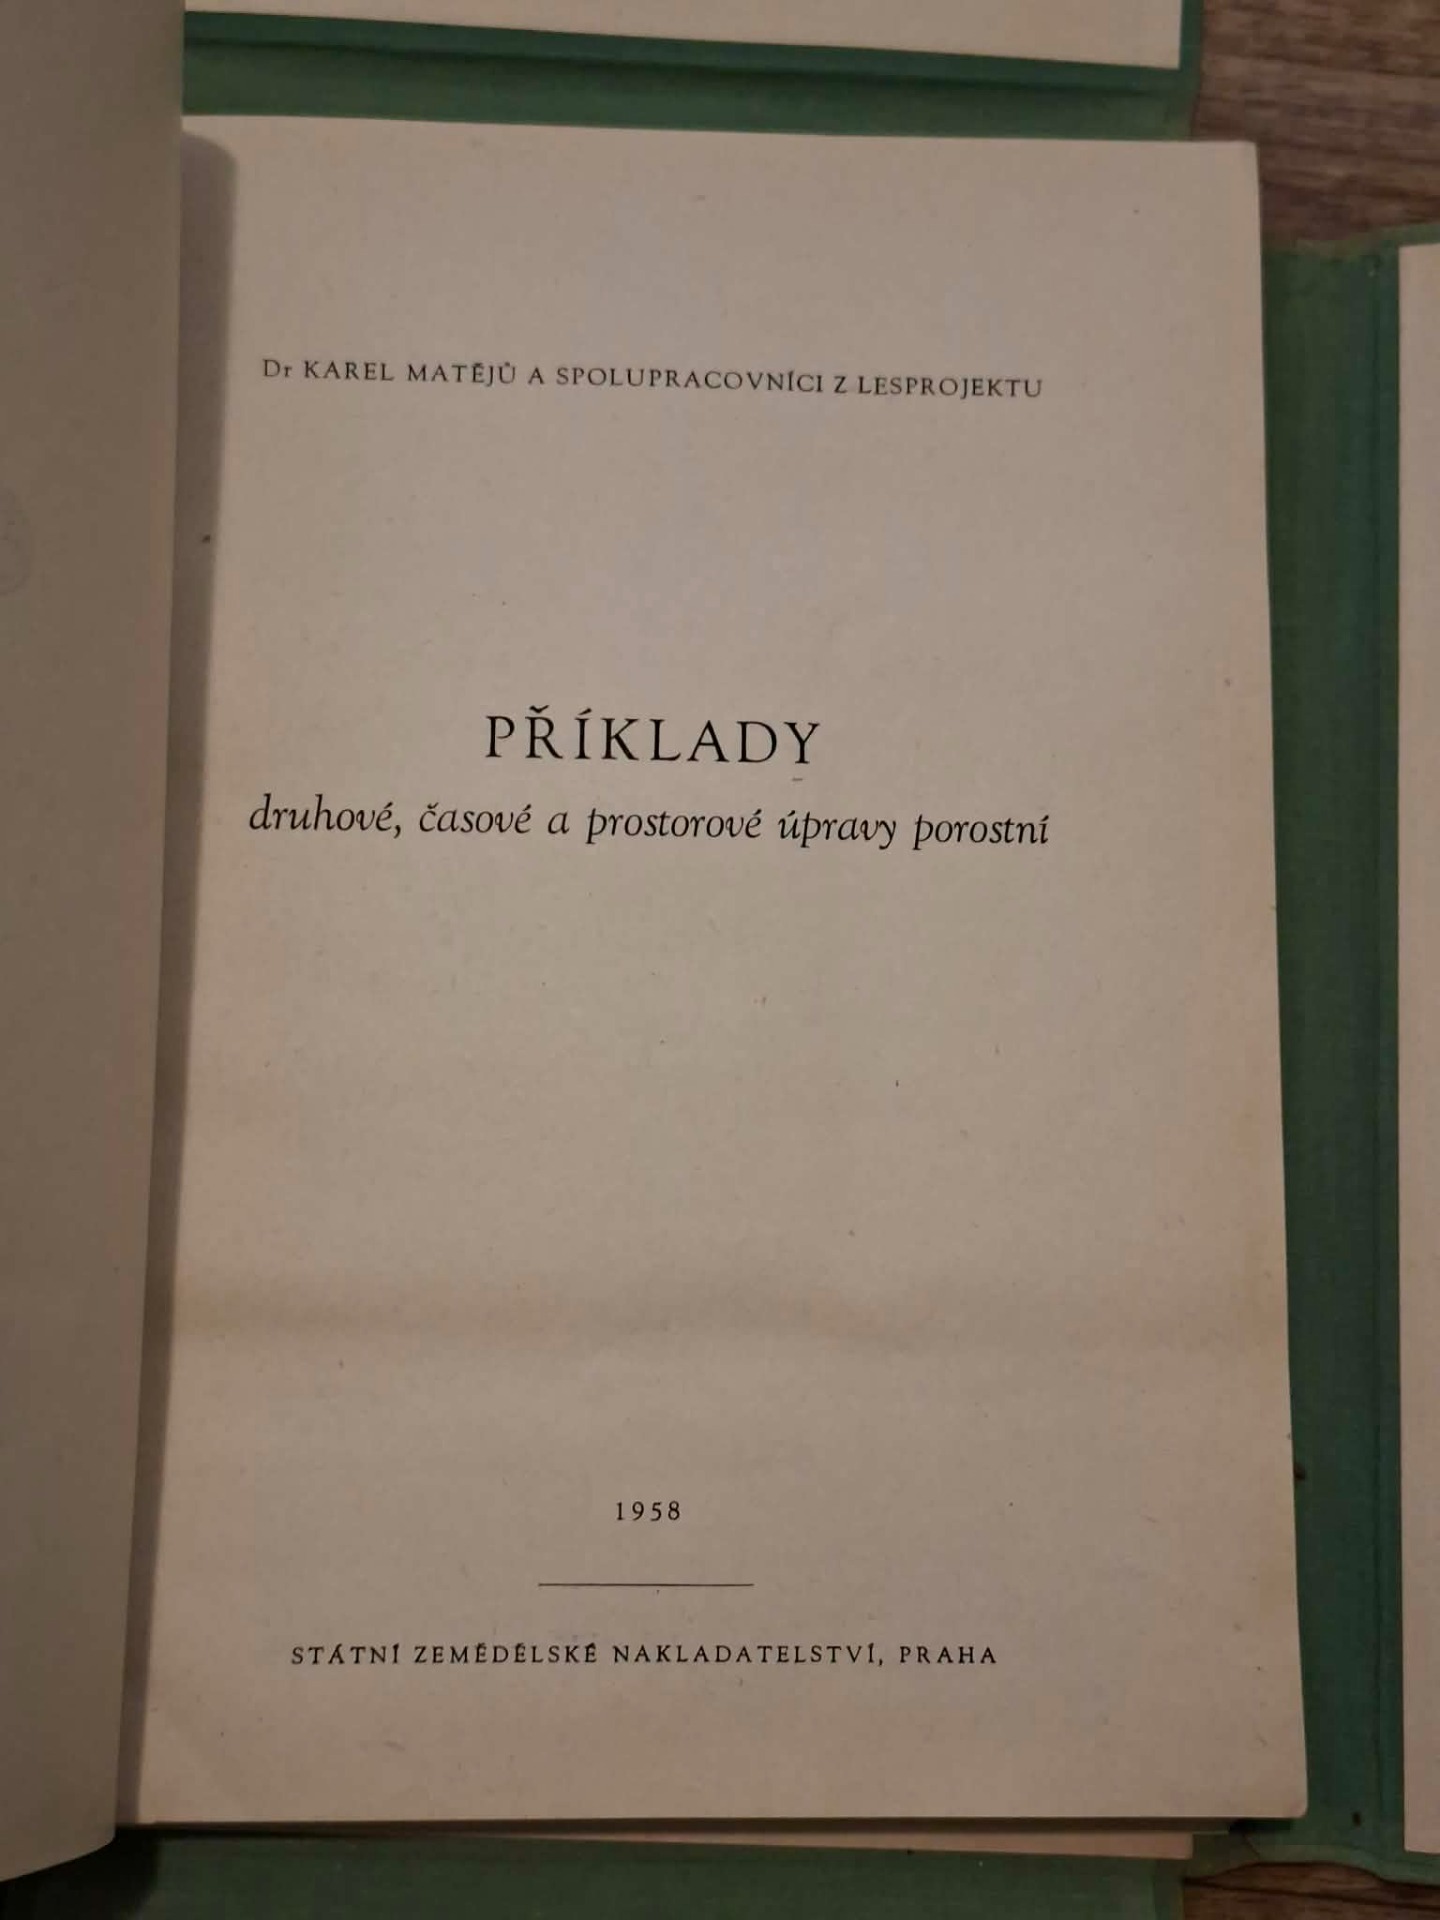 Dr KAREL MATĚJŮ A SPOLUPRACOVNÍCI Z LESPROJEKTU
PŘÍKLADY
druhové, časové a prostorové úpravy porostní
1958
STÁTNÍ ZEMĚDĚLSKÉ NAKLADATELSTVÍ, PRAHA